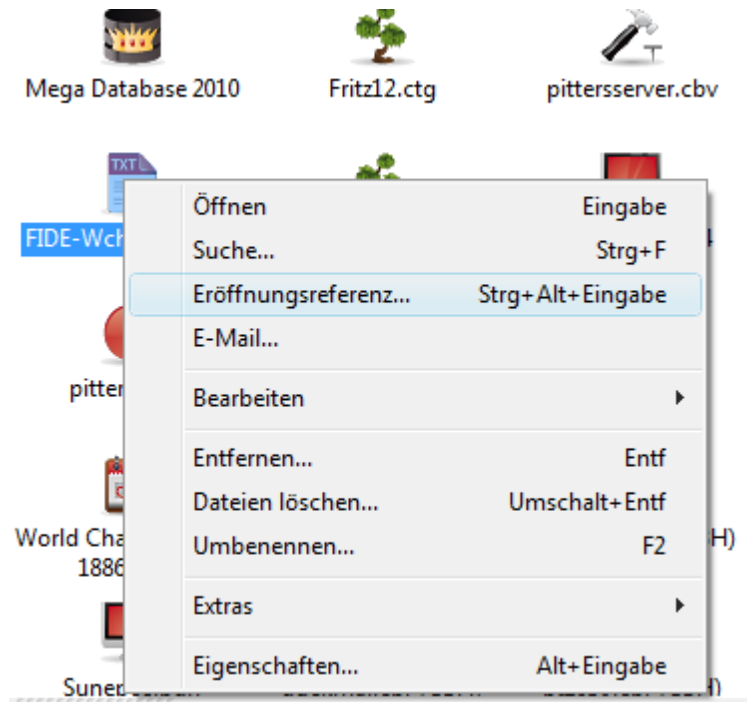 Mega Database 2010
Fritz12.ctg
pittersserver.cbv
TXT
FIDE-Wch
Öffnen Eingabe
Suche... Strg+F
Eröffnungsreferenz... Strg+Alt+Eingabe
E-Mail...
pitter
Bearbeiten
Entfernen... Entf
Dateien löschen... Umschalt+Entf
World Cha
Umbenennen... F2
H)
1886
Extras
Eigenschaften... Alt+Eingabe